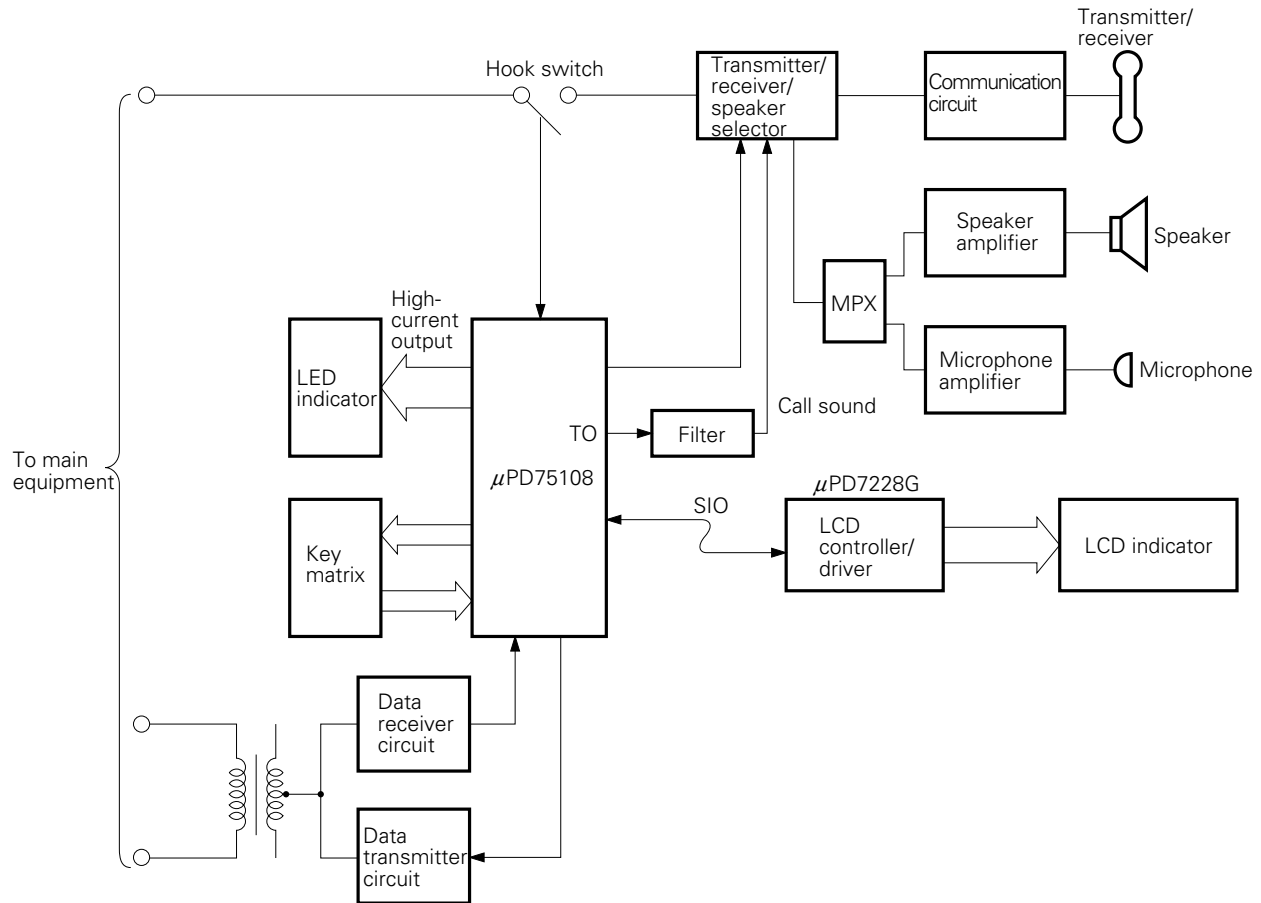 Transmitter/
receiver
Hook switch
Transmitter/
receiver/
speaker
selector
Communication
circuit
Speaker
amplifier
Speaker
MPX
High-
current
output
LED
indicator
Microphone
amplifier
Microphone
Call sound
TO
Filter
To main
equipment
μPD75108
μPD7228G
SIO
LCD
controller/
driver
LCD indicator
Key
matrix
Data
receiver
circuit
Data
transmitter
circuit